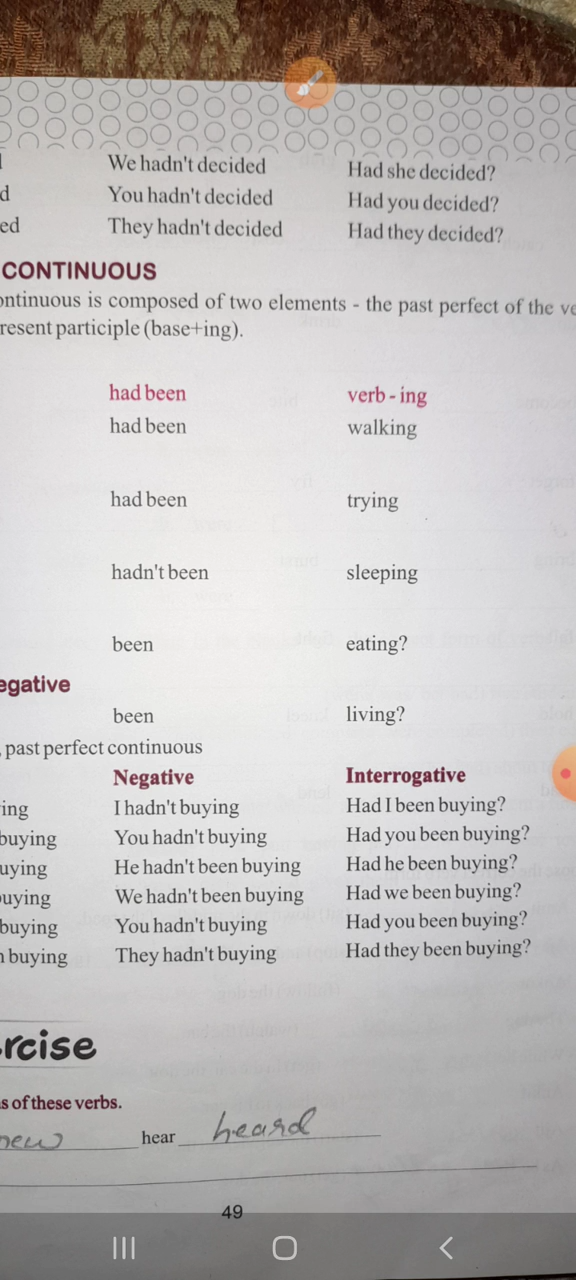 d We hadn't decided Had she decided?
d You hadn't decided Had you decided?
ed They hadn't decided Had they decided?
CONTINUOUS
ontinuous is composed of two elements - the past perfect of the ve
resent participle (base+ing).
had been verb - ing
had been walking
had been trying
hadn't been sleeping
been eating?
egative
been living?
, past perfect continuous
Negative Interrogative
ing I hadn't buying Had I been buying?
buying You hadn't buying Had you been buying?
uying He hadn't been buying Had he been buying?
uying We hadn't been buying Had we been buying?
buying You hadn't buying Had you been buying?
n buying They hadn't buying Had they been buying?
rcise
s of these verbs.
new hear heard
49